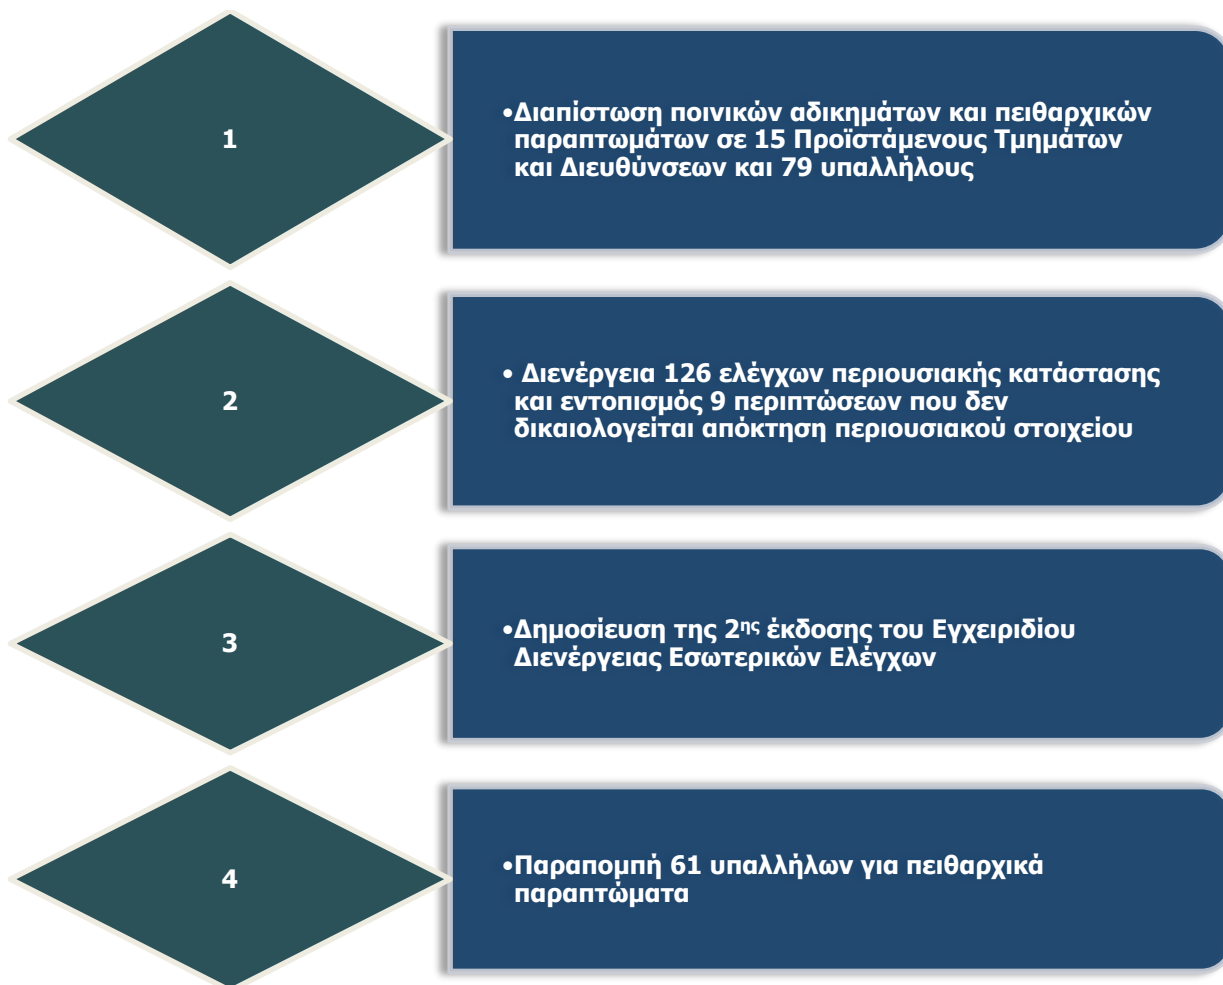 1
•Διαπίστωση ποινικών αδικημάτων και πειθαρχικών
παραπτωμάτων σε 15 Προϊστάμενους Τμημάτων
και Διευθύνσεων και 79 υπαλλήλους
2
• Διενέργεια 126 ελέγχων περιουσιακής κατάστασης
και εντοπισμός 9 περιπτώσεων που δεν
δικαιολογείται απόκτηση περιουσιακού στοιχείου
3
•Δημοσίευση της 2ης έκδοσης του Εγχειριδίου
Διενέργειας Εσωτερικών Ελέγχων
4
•Παραπομπή 61 υπαλλήλων για πειθαρχικά
παραπτώματα